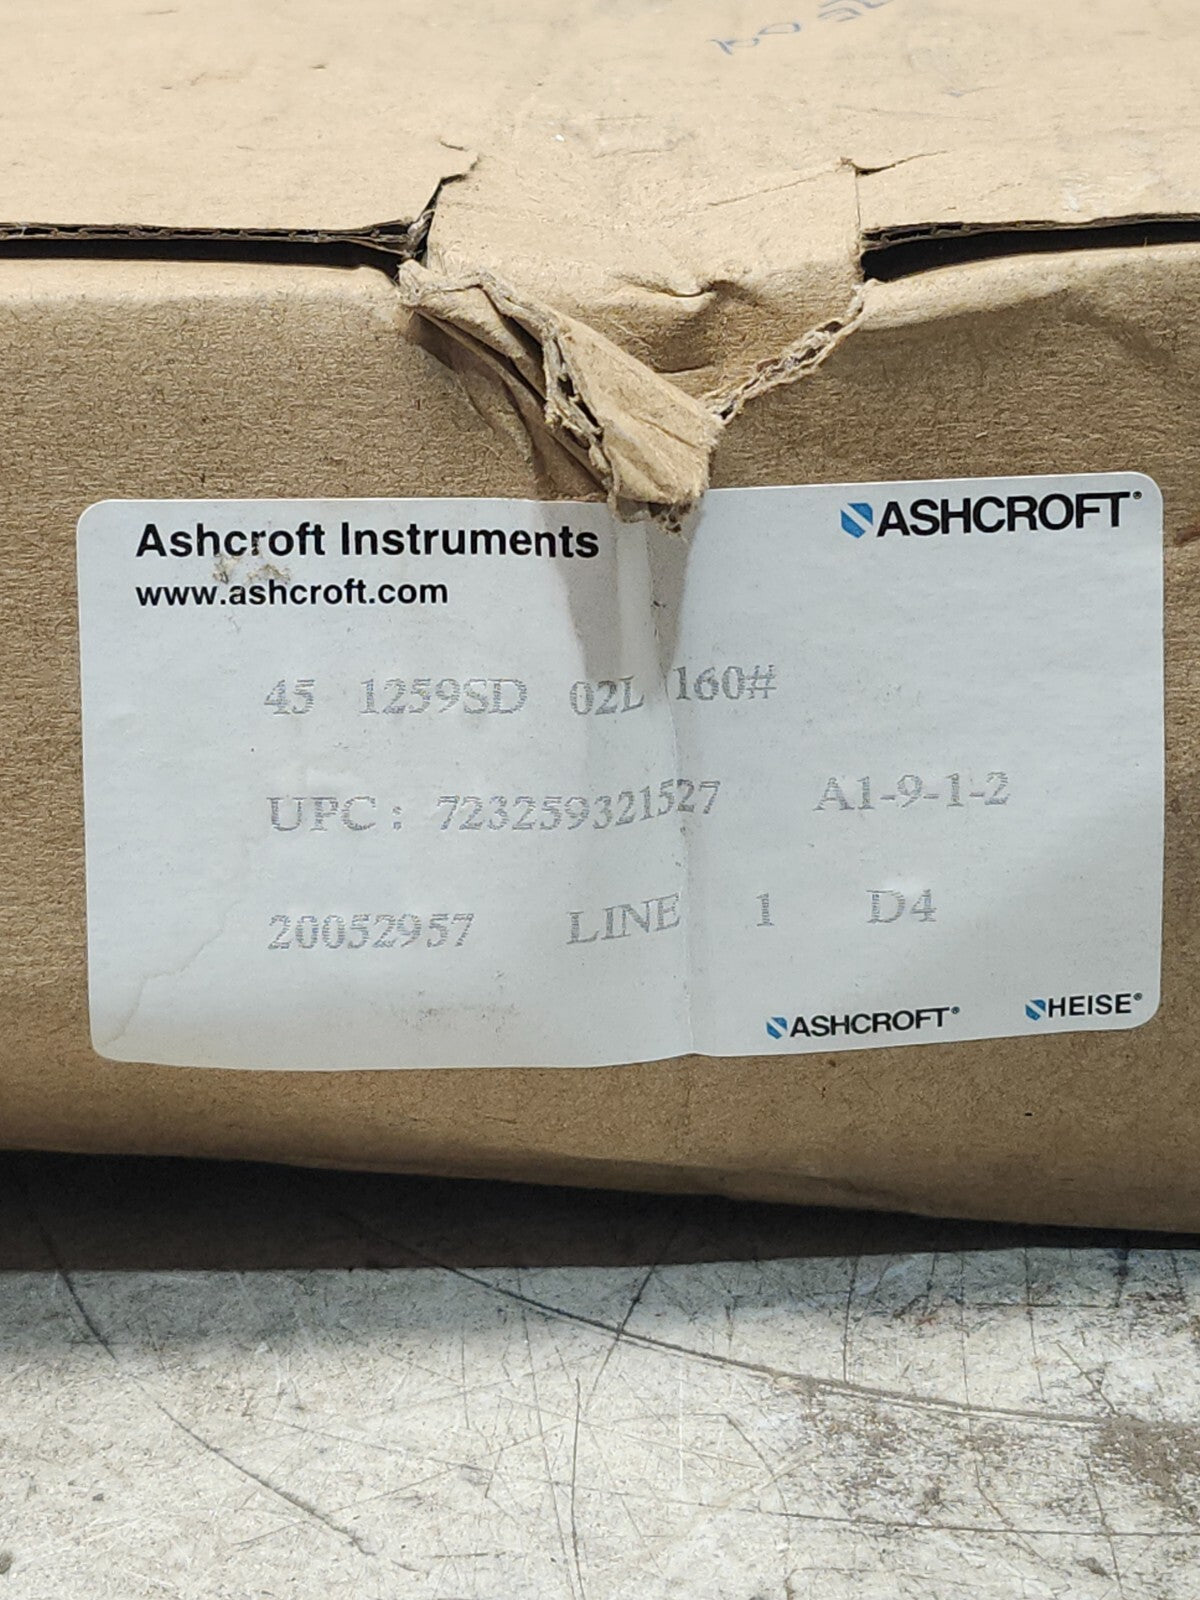 Ashcroft Instruments
ASHCROFT®
www.ashcroft.com
45 1259SD 02L 160#
UPC: 723259321527 A1-9-1-2
20052957 LINE 1 D4
ASHCROFT® HEISE®